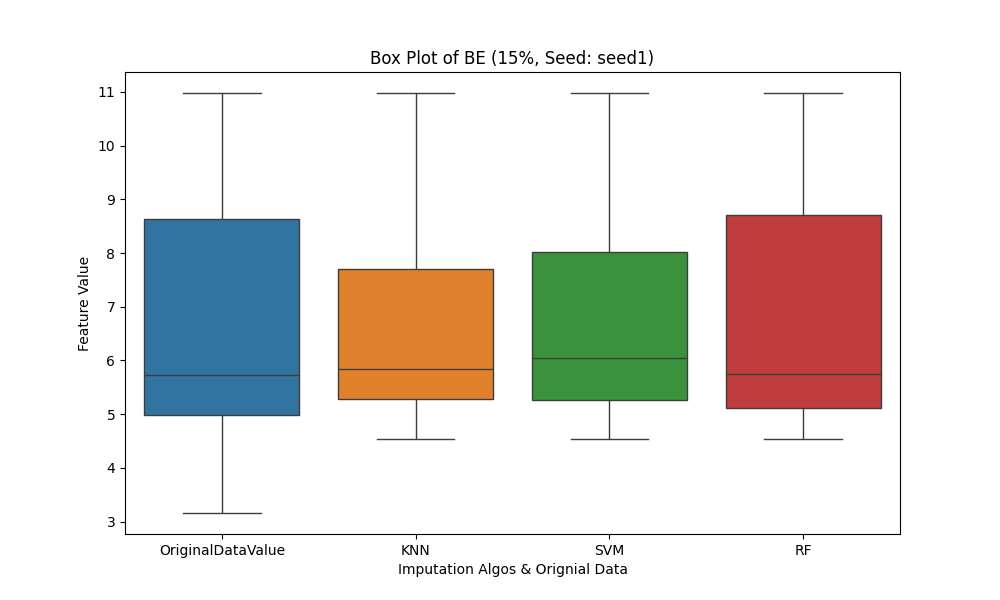 Box Plot of BE (15%, Seed: seed1)
11
10
9
8
7
6
5
4
3
Feature Value
OriginalDataValue KNN SVM RF
Imputation Algos & Orignial Data